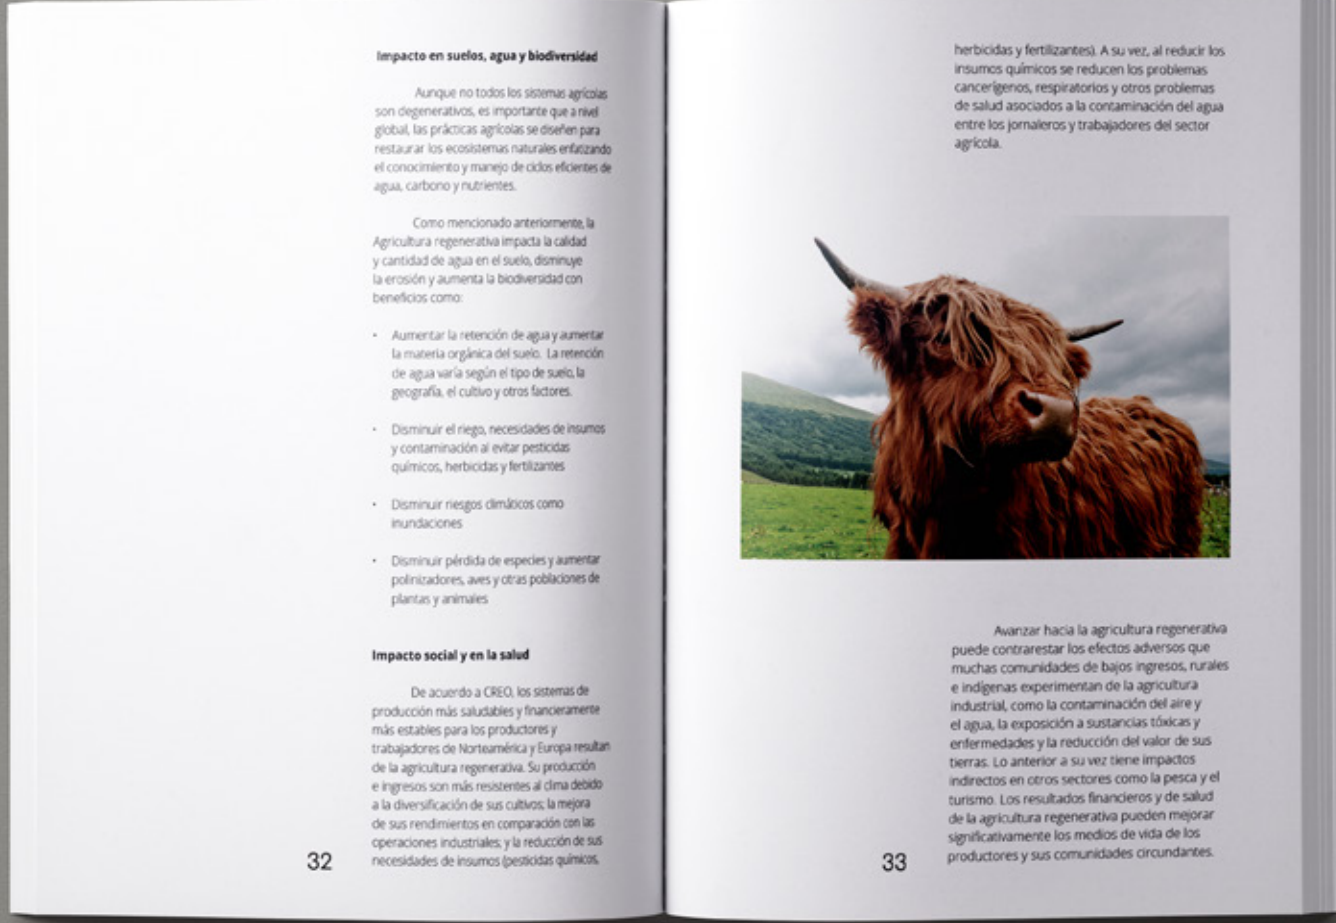 Impacto en suelos, agua y biodiversidad
Aunque no todos los sistemas agrícolas
son degenerativos, es importante que a nivel
global, las prácticas agrícolas se diseñen para
restaurar los ecosistemas naturales enfatizando
el conocimiento y manejo de ciclos eficientes de
agua, carbono y nutrientes.
Como mencionado anteriormente, la
Agricultura regenerativa impacta la calidad
y cantidad de agua en el suelo, disminuye
la erosión y aumenta la biodiversidad con
beneficios como:
• Aumentar la retención de agua y aumentar
la materia orgánica del suelo. La retención
de agua varía según el tipo de suelo, la
geografía, el cultivo y otros factores.
• Disminuir el riego, necesidades de insumos
y contaminación al evitar pesticidas
químicos, herbicidas y fertilizantes
• Disminuir riesgos climáticos como
inundaciones
• Disminuir pérdida de especies y aumentar
polinizadores, aves y otras poblaciones de
plantas y animales
Impacto social y en la salud
De acuerdo a CREO, los sistemas de
producción más saludables y financieramente
más estables para los productores y
trabajadores de Norteamérica y Europa resultan
de la agricultura regenerativa. Su producción
e ingresos son más resistentes al clima debido
a la diversificación de sus cultivos; la mejora
de sus rendimientos en comparación con las
operaciones industriales; y la reducción de sus
necesidades de insumos (pesticidas químicos,
32
herbicidas y fertilizantes). A su vez, al reducir los
insumos químicos se reducen los problemas
cancerígenos, respiratorios y otros problemas
de salud asociados a la contaminación del agua
entre los jornaleros y trabajadores del sector
agrícola.
Avanzar hacia la agricultura regenerativa
puede contrarestar los efectos adversos que
muchas comunidades de bajos ingresos, rurales
e indígenas experimentan de la agricultura
industrial, como la contaminación del aire y
el agua, la exposición a sustancias tóxicas y
enfermedades y la reducción del valor de sus
tierras. Lo anterior a su vez tiene impactos
indirectos en otros sectores como la pesca y el
turismo. Los resultados financieros y de salud
de la agricultura regenerativa pueden mejorar
significativamente los medios de vida de los
productores y sus comunidades circundantes.
33